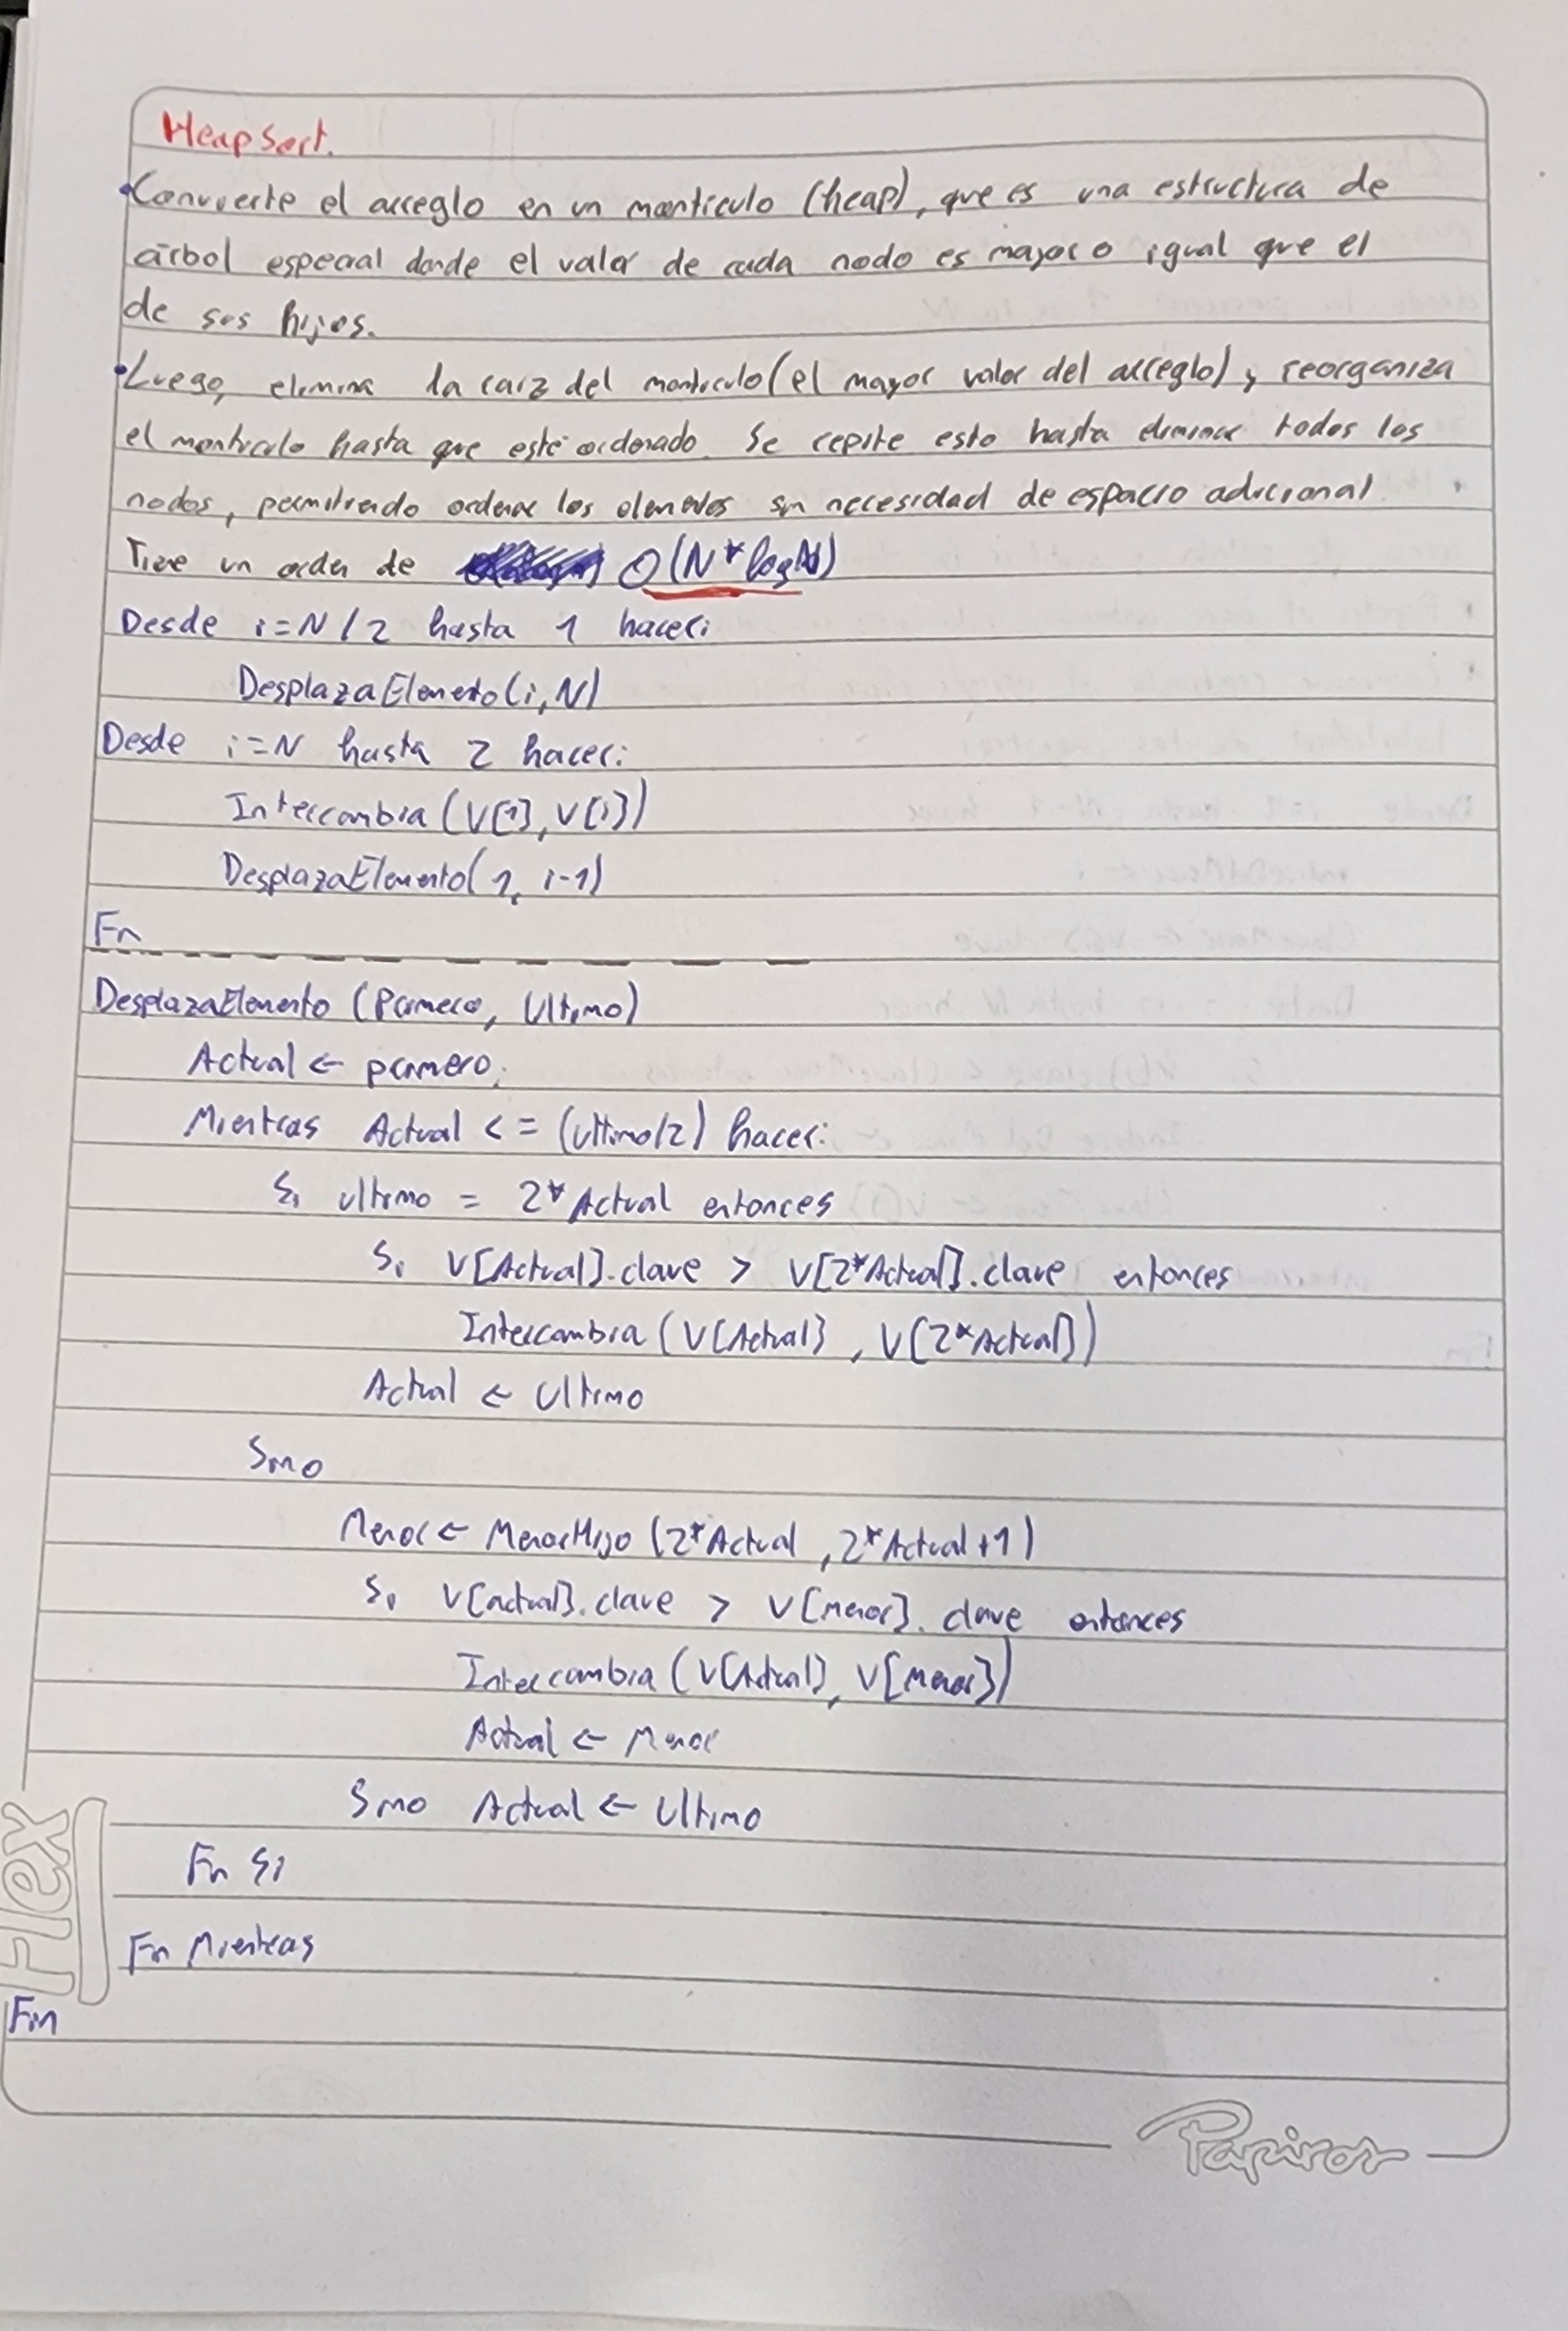 HeapSort.
•Convierte el arreglo en un montículo (heap), que es una estructura de
árbol especial donde el valor de cada nodo es mayor o igual que el
de sus hijos.
•Luego, elimina la raiz del monticulo (el mayor valor del arreglo) y reorganiza
el monticulo hasta que esté ordenado. Se repite esto hasta eliminar todos los
nodos, permitiendo ordenar los elementos sin necesidad de espacio adicional
Tiene un orden de O(N*logN)
Desde i=N/2 hasta 1 hacer:
DesplazaElemento(i,N)
Desde i=N hasta 2 hacer:
Intercambia (V[1], V[i])
DesplazaElemento(1, i-1)
Fin
DesplazaElemento (Primero, Ultimo)
Actual ← primero;
Mientras Actual <= (ultimo/2) hacer:
Si ultimo = 2*Actual entonces
Si V[Actual].clave > V[2*Actual].clave entonces
Intercambia (V[Actual], V[2*Actual])
Actual ← Ultimo
Sino
Menor ← MenorHijo (2*Actual, 2*Actual+1)
Si V[actual].clave > V[menor].clave entonces
Intercambia (V[Actual], V[Menor])
Actual ← Menor
Sino Actual ← Ultimo
Fin Si
Fin Mientras
Fin
Flex
Papiros